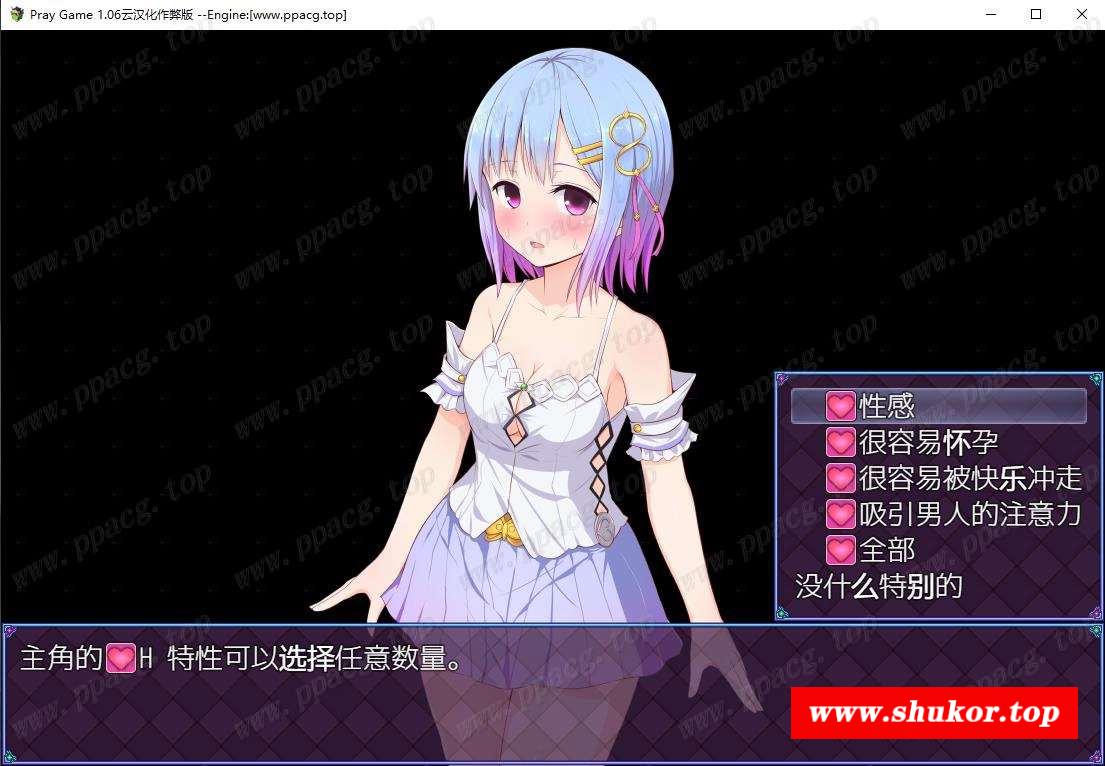 Pray Game 1.06云汉化作弊版 --Engine:[www.ppacg.top]
性感
很容易怀孕
很容易被快乐冲走
吸引男人的注意力
全部
没什么特别的
主角的H 特性可以选择任意数量。
www.shukor.top
www.ppacg.top